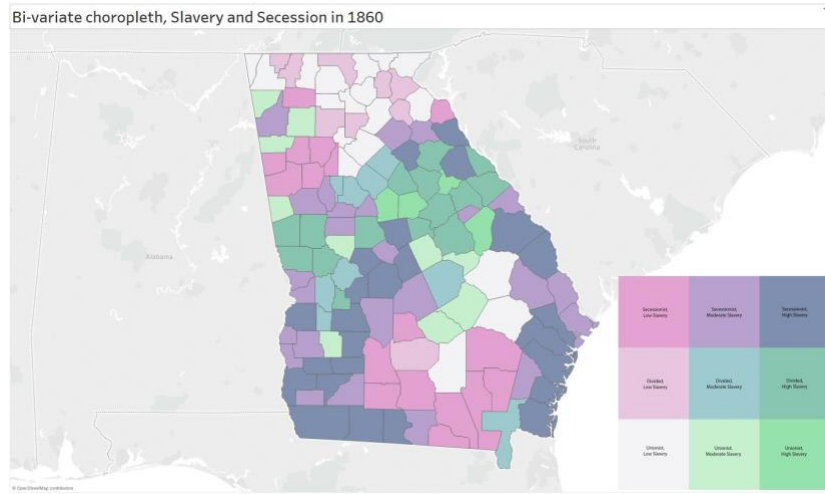 Bi-variate choropleth, Slavery and Secession in 1860
South
Carolina
Alabama
Secessionist,
Low Slavery
Secessionist,
Moderate Slavery
Secessionist,
High Slavery
Divided,
Low Slavery
Divided,
Moderate Slavery
Divided,
High Slavery
Unionist,
Low Slavery
Unionist,
Moderate Slavery
Unionist,
High Slavery
© OpenStreetMap contributors